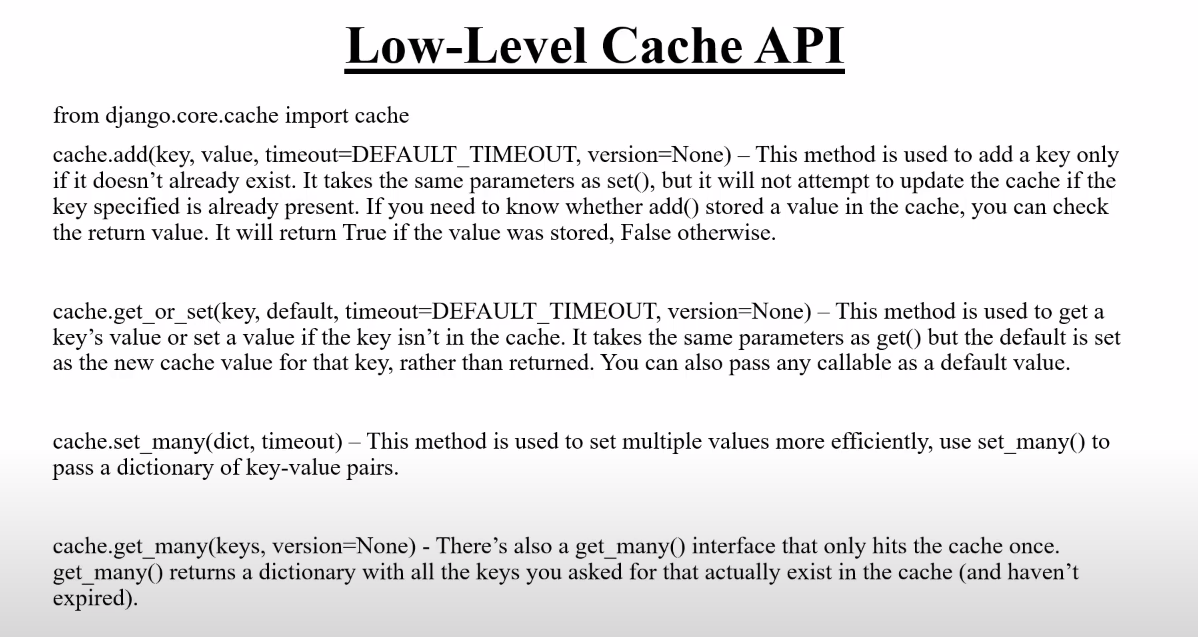 Low-Level Cache API
from django.core.cache import cache
cache.add(key, value, timeout=DEFAULT_TIMEOUT, version=None) – This method is used to add a key only
if it doesn’t already exist. It takes the same parameters as set(), but it will not attempt to update the cache if the
key specified is already present. If you need to know whether add() stored a value in the cache, you can check
the return value. It will return True if the value was stored, False otherwise.
cache.get_or_set(key, default, timeout=DEFAULT_TIMEOUT, version=None) – This method is used to get a
key’s value or set a value if the key isn’t in the cache. It takes the same parameters as get() but the default is set
as the new cache value for that key, rather than returned. You can also pass any callable as a default value.
cache.set_many(dict, timeout) – This method is used to set multiple values more efficiently, use set_many() to
pass a dictionary of key-value pairs.
cache.get_many(keys, version=None) - There’s also a get_many() interface that only hits the cache once.
get_many() returns a dictionary with all the keys you asked for that actually exist in the cache (and haven’t
expired).